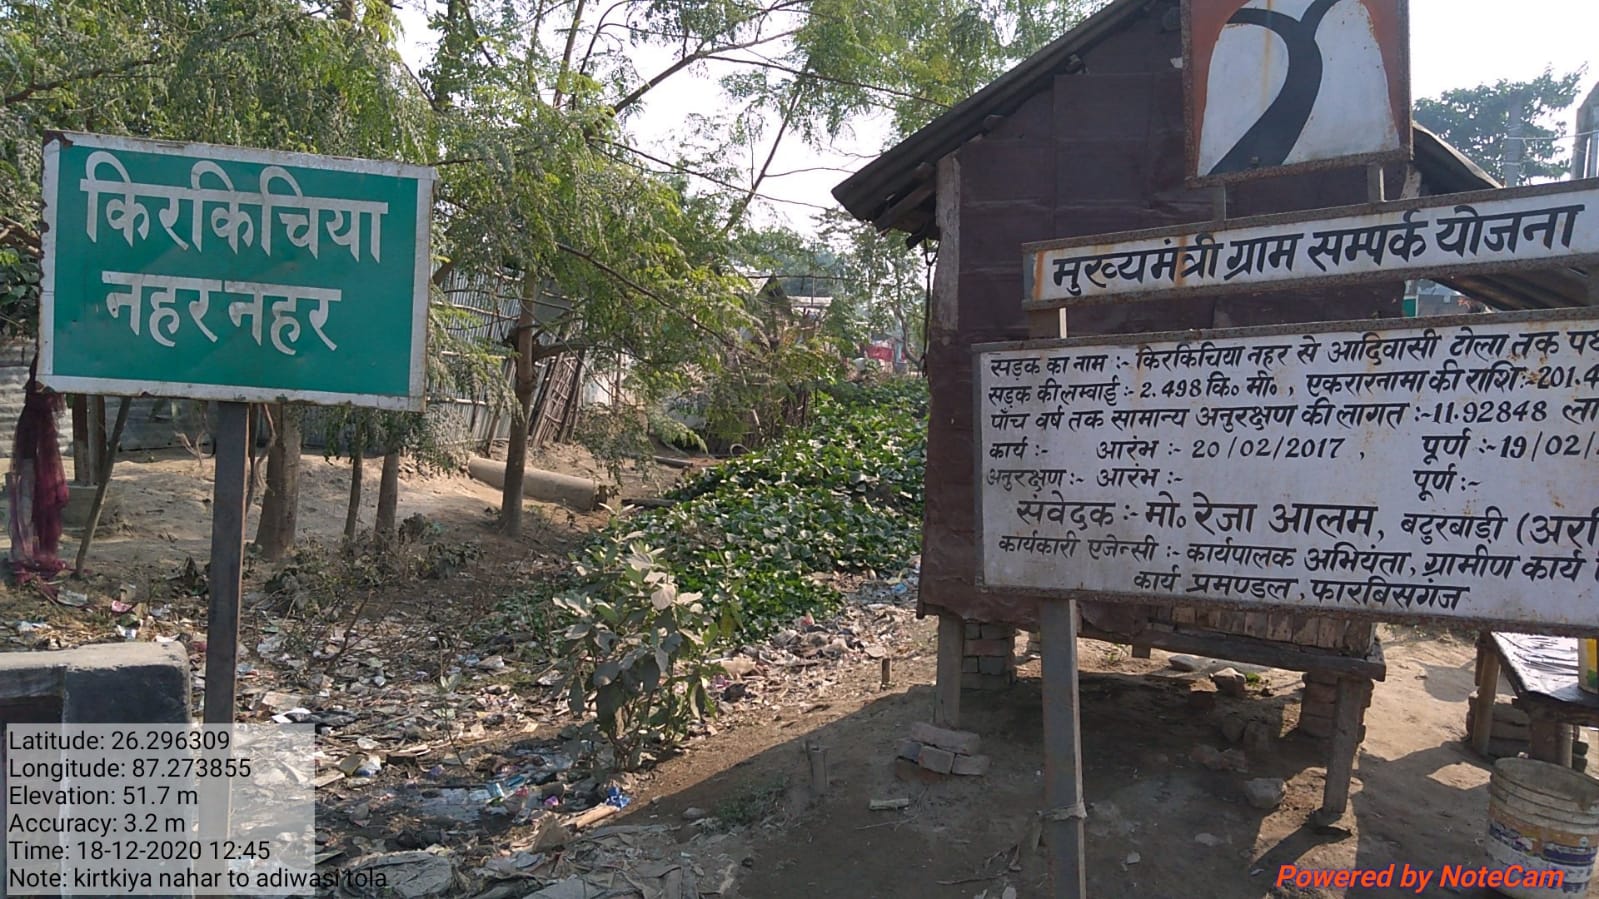 किरकिचिया
नहर नहर
मुख्यमंत्री ग्राम सम्पर्क योजना
सड़क का नाम :- किरकिचिया नहर से आदिवासी टोला तक
सड़क की लम्बाई :- 2.498 कि० मी० , एकरारनामा की राशि :- 201.4
पाँच वर्ष तक सामान्य अनुरक्षण की लागत :- 11.92848
कार्य :- आरंभ :- 20/02/2017 , पूर्ण :- 19/02/
अनुरक्षण :- आरंभ :- पूर्ण :-
संवेदक :- मो० रेजा आलम, बटुरबाड़ी
कार्यकारी एजेन्सी :- कार्यपालक अभियंता, ग्रामीण कार्य
कार्य प्रमण्डल, फारबिसगंज
Latitude: 26.296309
Longitude: 87.273855
Elevation: 51.7 m
Accuracy: 3.2 m
Time: 18-12-2020 12:45
Note: kirtkiya nahar to adiwasi tola
Powered by NoteCam